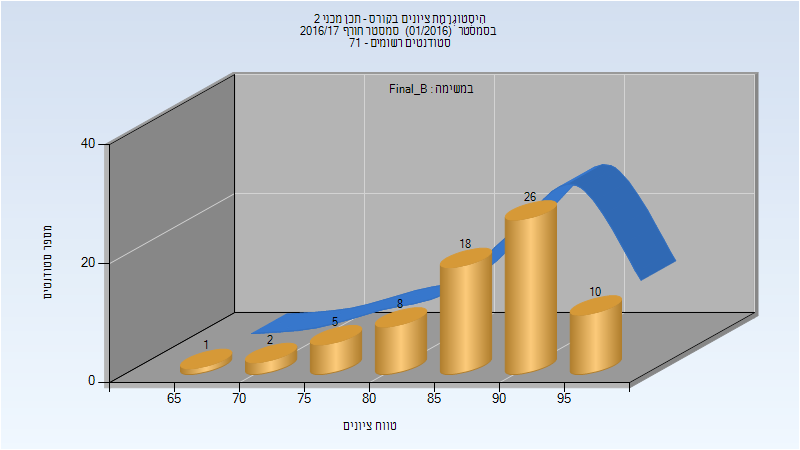 היסטוגרמת ציונים בקורס - תכן מכני 2
בסמסטר (01/2016) סמסטר חורף 2016/17
סטודנטים רשומים - 71
במשימה : Final_B
מספר סטודנטים
40
20
0
1
2
5
8
18
26
10
65
70
75
80
85
90
95
טווח ציונים